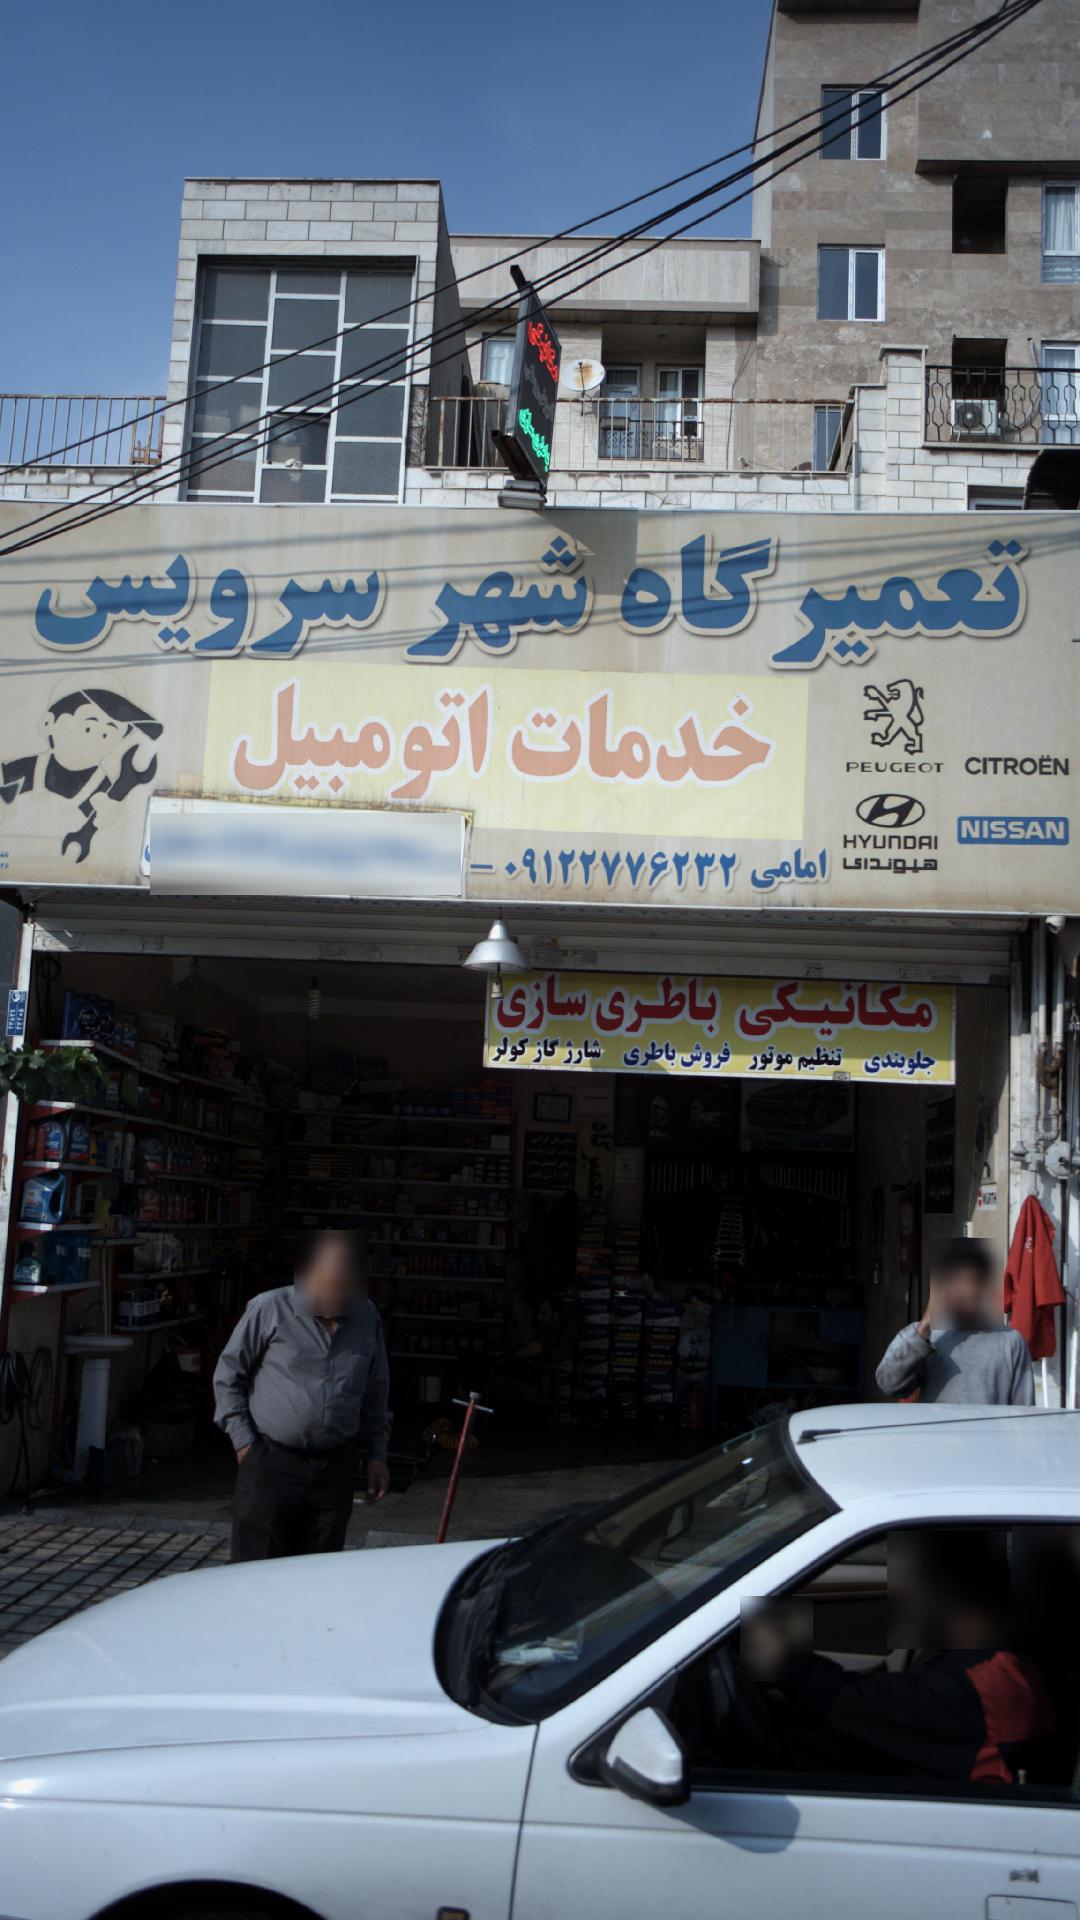 تعمیرگاه شهر سرویس
خدمات اتومبیل
PEUGEOT
CITROËN
HYUNDAI
هیوندای
NISSAN
امامی ۰۹۱۲۲۷۷۶۲۳۲ –
مکانیکی باطری سازی
جلوبندی تنظیم موتور فروش باطری شارژ گاز کولر